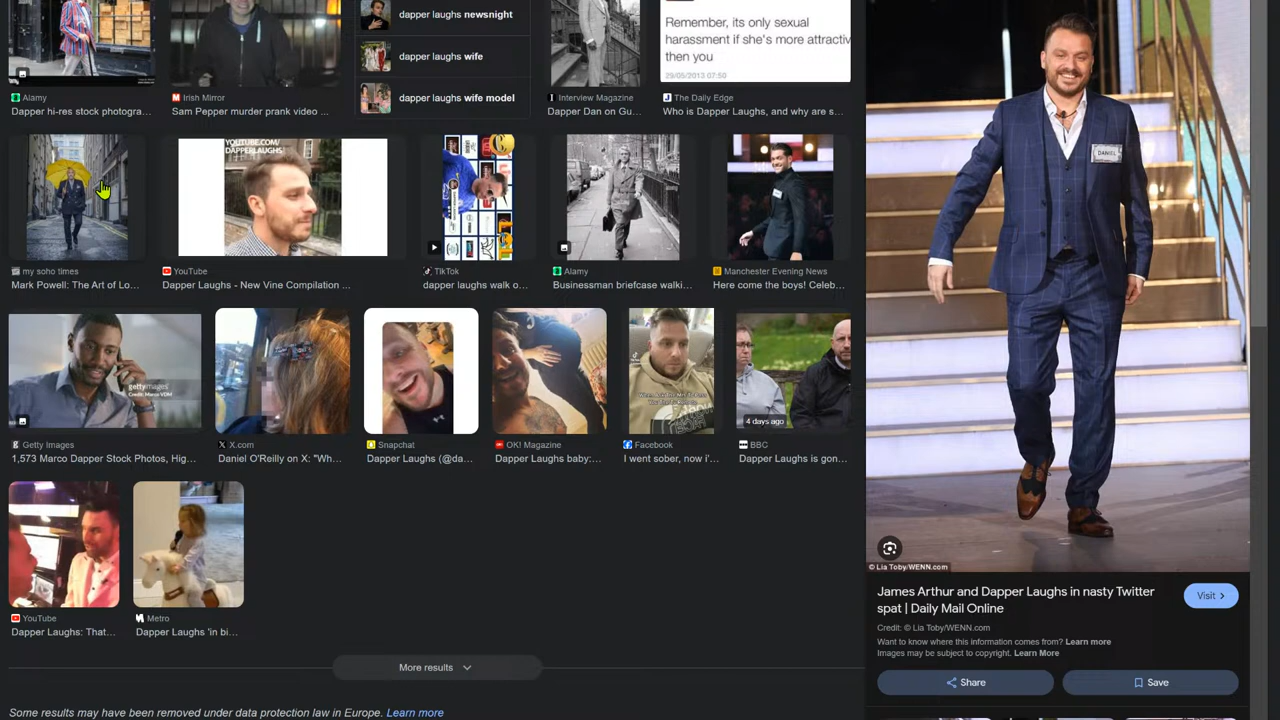 dapper laughs newsnight
dapper laughs wife
dapper laughs wife model
Remember, its only sexual
harassment if she's more attractiv
then you
29/05/2013 07:50
Alamy
Dapper hi-res stock photogra...
Irish Mirror
Sam Pepper murder prank video ...
Interview Magazine
Dapper Dan on Gu...
The Daily Edge
Who is Dapper Laughs, and why are s...
YOUTUBE.COM/
DAPPERLAUGHS
my soho times
Mark Powell: The Art of Lo...
YouTube
Dapper Laughs - New Vine Compilation ...
TikTok
dapper laughs walk o...
Alamy
Businessman briefcase walki...
Manchester Evening News
Here come the boys! Celeb...
gettyimages
Credit: Marco VDM
4 days ago
Getty Images
1,573 Marco Dapper Stock Photos, Hig...
X.com
Daniel O'Reilly on X: "Wh...
Snapchat
Dapper Laughs (@da...
OK! Magazine
Dapper Laughs baby:...
Facebook
I went sober, now i'...
BBC
Dapper Laughs is gon...
YouTube
Dapper Laughs: That...
Metro
Dapper Laughs 'in bi...
More results
Some results may have been removed under data protection law in Europe. Learn more
DANIEL
© Lia Toby/WENN.com
James Arthur and Dapper Laughs in nasty Twitter
spat | Daily Mail Online
Visit
Credit: © Lia Toby/WENN.com
Want to know where this information comes from? Learn more
Images may be subject to copyright. Learn More
Share
Save